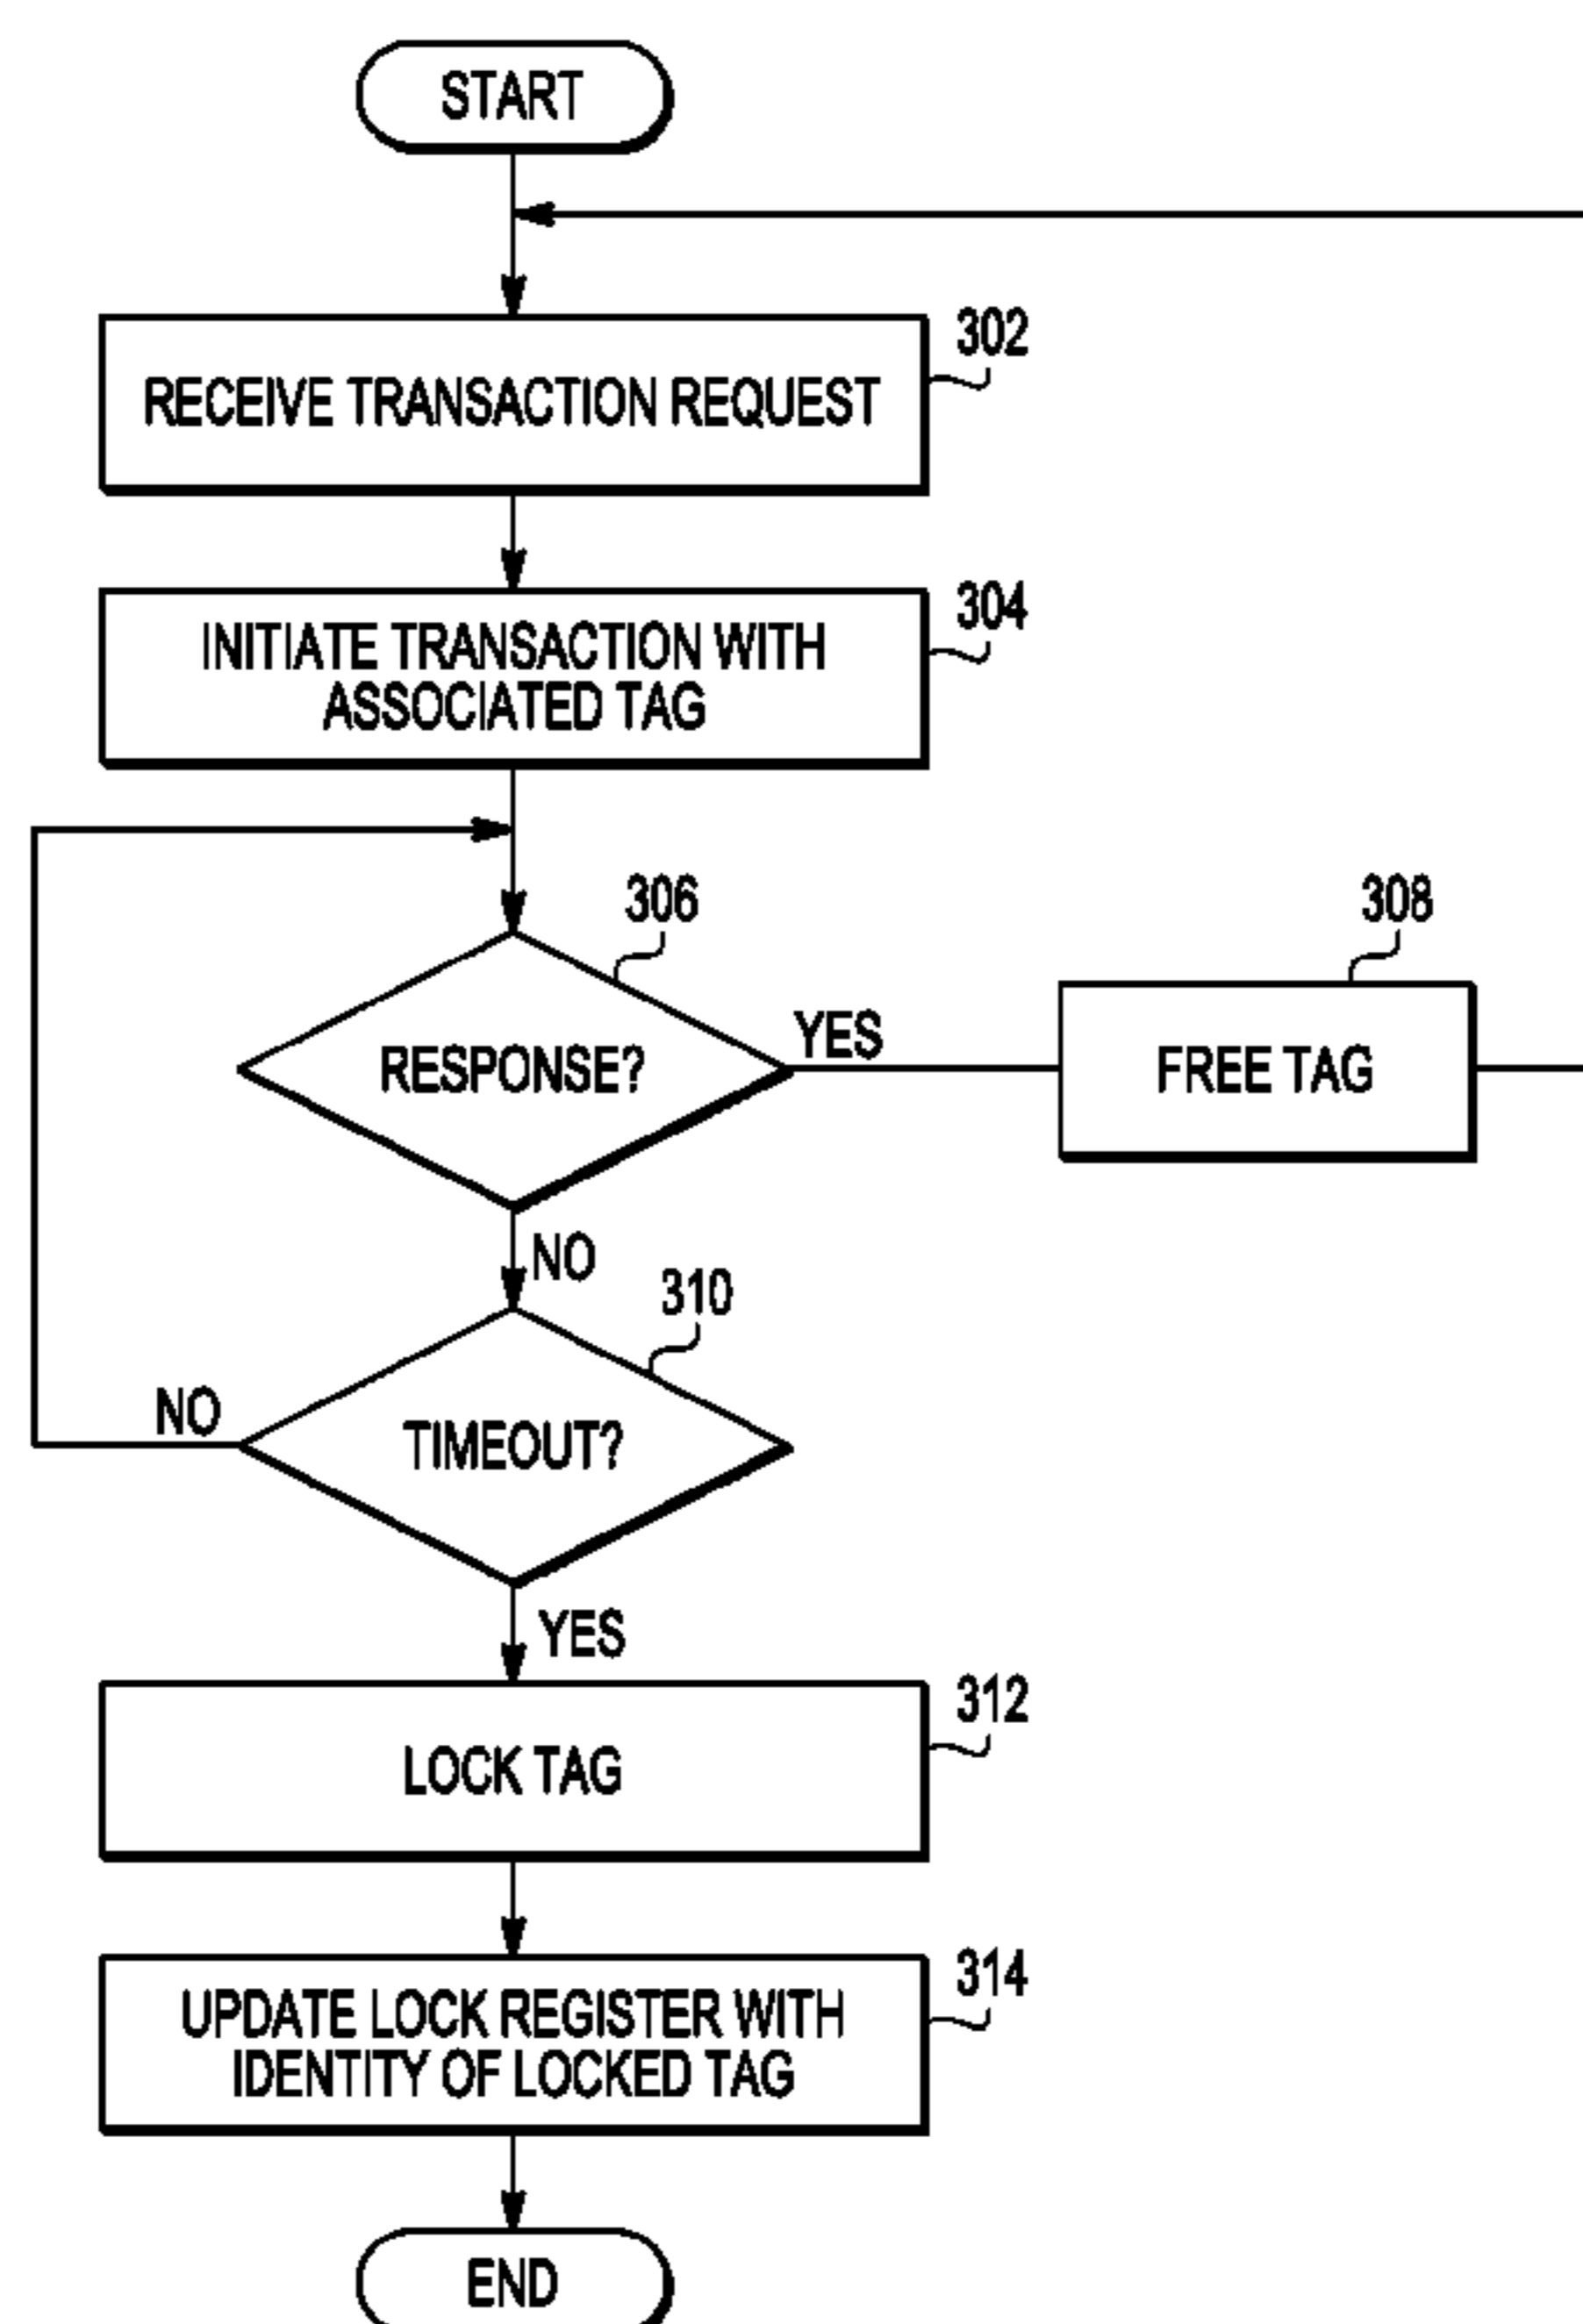 START
302
RECEIVE TRANSACTION REQUEST
304
INITIATE TRANSACTION WITH
ASSOCIATED TAG
306
308
RESPONSE?
YES
FREE TAG
NO
310
NO
TIMEOUT?
YES
312
LOCK TAG
314
UPDATE LOCK REGISTER WITH
IDENTITY OF LOCKED TAG
END